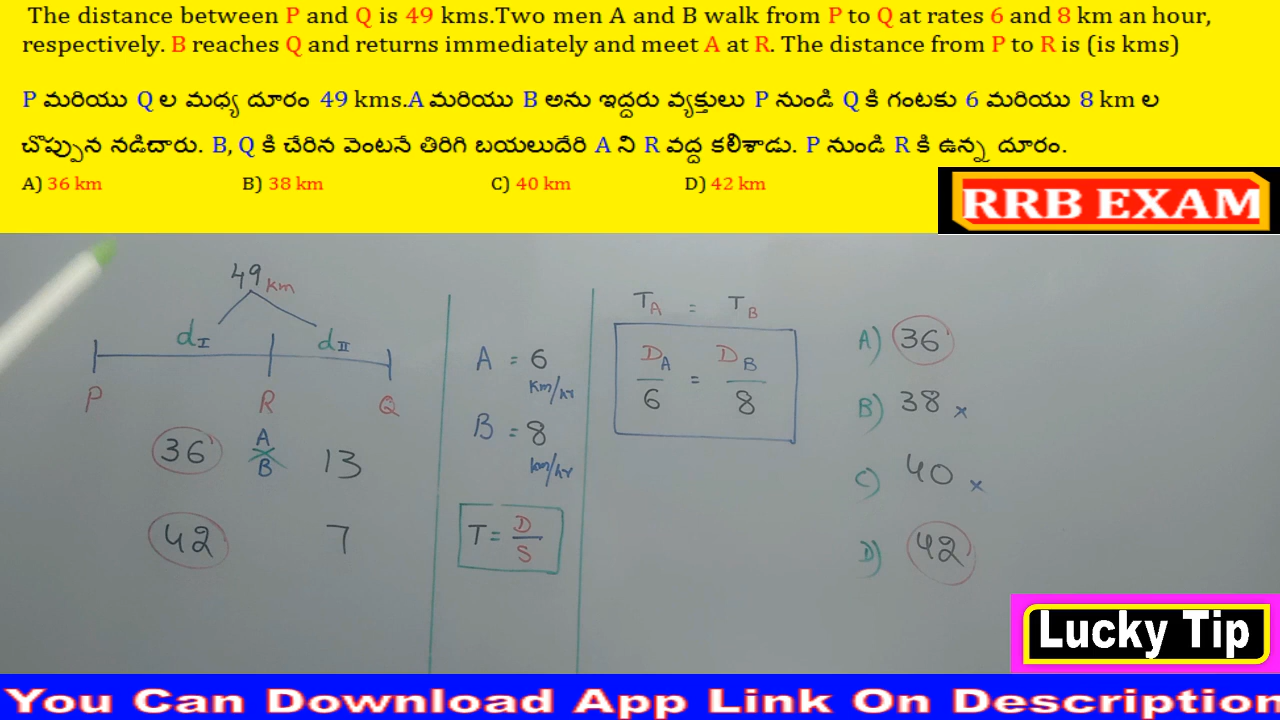 The distance between P and Q is 49 kms.Two men A and B walk from P to Q at rates 6 and 8 km an hour,
respectively. B reaches Q and returns immediately and meet A at R. The distance from P to R is (is kms)
P మరియు Q ల మధ్య దూరం 49 kms.A మరియు B అను ఇద్దరు వ్యక్తులు P నుండి Q కి గంటకు 6 మరియు 8 km ల
చొప్పున నడిచారు. B, Q కి చేరిన వెంటనే తిరిగి బయలుదేరి A ని R వద్ద కలిశాడు. P నుండి R కి ఉన్న దూరం.
A) 36 km B) 38 km C) 40 km D) 42 km
RRB EXAM
49 km
dI dII
P R Q
36 A B 13
42 7
A = 6
km/hr
B = 8
km/hr
T = D/S
TA = TB
DA/6 = DB/8
A) 36
B) 38 x
C) 40 x
D) 42
Lucky Tip
You Can Download App Link On Description